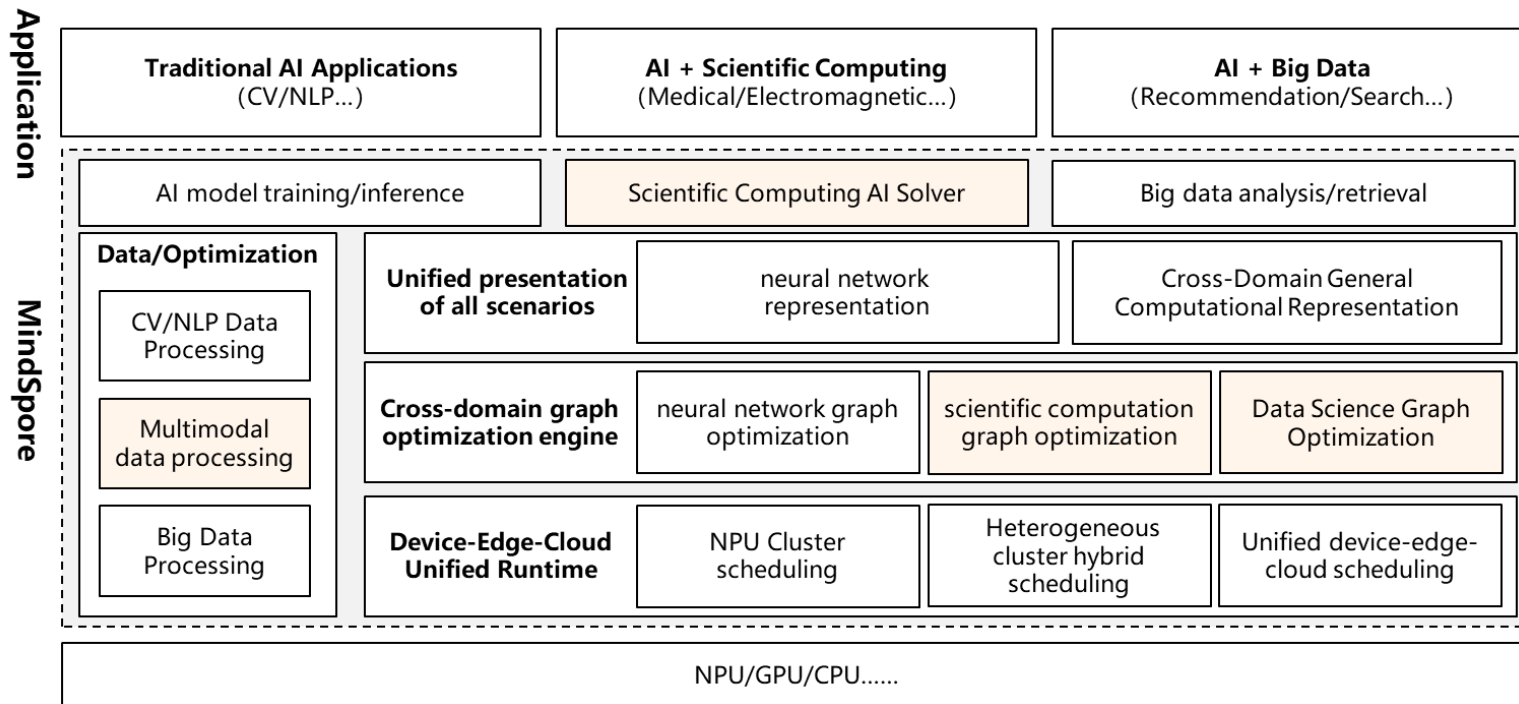 Application
Traditional AI Applications
(CV/NLP...)
AI + Scientific Computing
(Medical/Electromagnetic...)
AI + Big Data
(Recommendation/Search...)
MindSpore
AI model training/inference
Scientific Computing AI Solver
Big data analysis/retrieval
Data/Optimization
CV/NLP Data
Processing
Multimodal
data processing
Big Data
Processing
Unified presentation
of all scenarios
neural network
representation
Cross-Domain General
Computational Representation
Cross-domain graph
optimization engine
neural network graph
optimization
scientific computation
graph optimization
Data Science Graph
Optimization
Device-Edge-Cloud
Unified Runtime
NPU Cluster
scheduling
Heterogeneous
cluster hybrid
scheduling
Unified device-edge-
cloud scheduling
NPU/GPU/CPU......